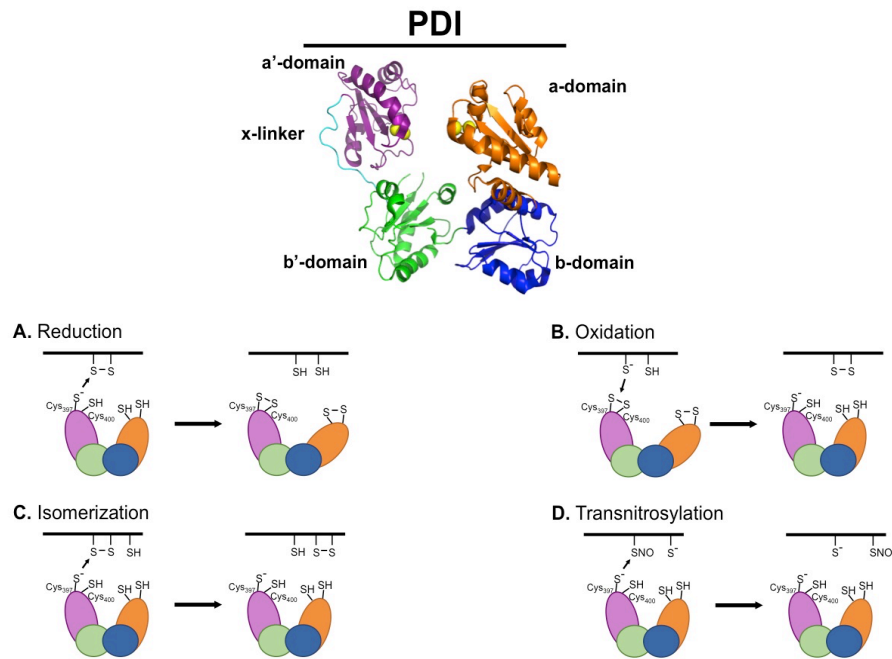 PDI
a'-domain
a-domain
x-linker
b'-domain
b-domain
A. Reduction
S–S
S-
SH
Cys397
Cys400
SH SH
SH SH
S-S
Cys397
Cys400
S-S
B. Oxidation
S- SH
S-S
Cys397
Cys400
S-S
S–S
S-
SH
Cys397
Cys400
SH SH
C. Isomerization
S–S SH
S-
SH
Cys397
Cys400
SH SH
SH S–S
S-
SH
Cys397
Cys400
SH SH
D. Transnitrosylation
SNO S-
S-
SH
Cys397
Cys400
SH SH
S- SNO
S-
SH
Cys397
Cys400
SH SH